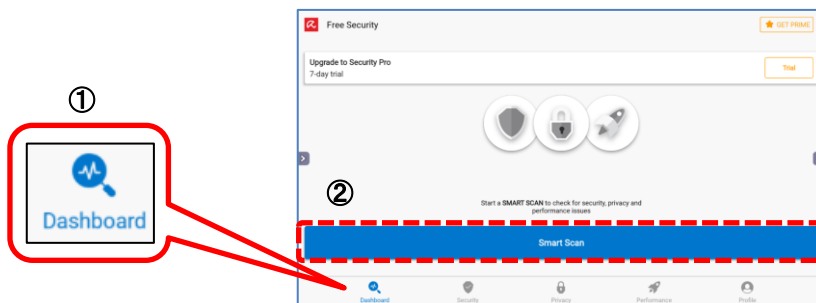 Free Security
GET PRIME
Upgrade to Security Pro
7-day trial
Trial
①
Dashboard
②
Start a SMART SCAN to check for security, privacy and
performance issues
Smart Scan
Dashboard
Security
Privacy
Performance
Profile